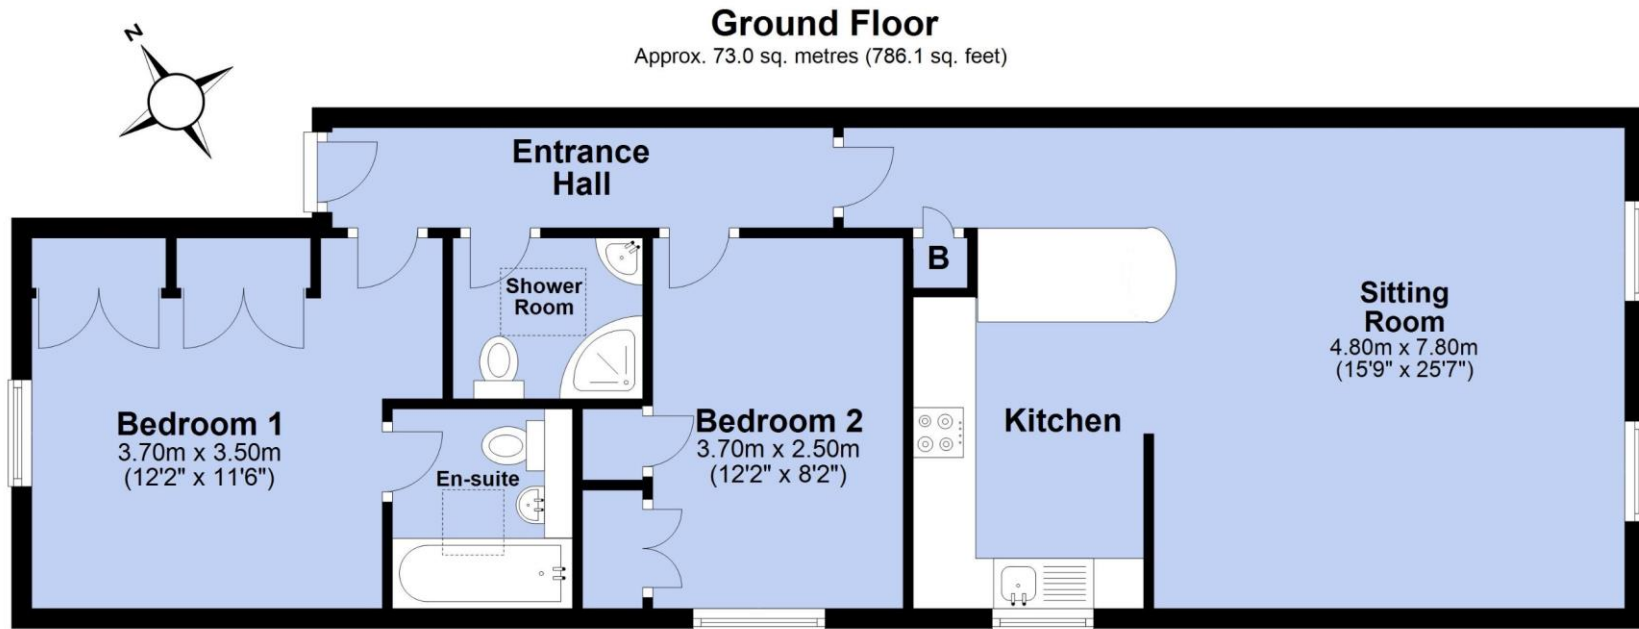 Ground Floor
Approx. 73.0 sq. metres (786.1 sq. feet)
N
Entrance
Hall
B
Shower
Room
Sitting
Room
4.80m x 7.80m
(15'9" x 25'7")
Bedroom 1
3.70m x 3.50m
(12'2" x 11'6")
En-suite
Bedroom 2
3.70m x 2.50m
(12'2" x 8'2")
Kitchen